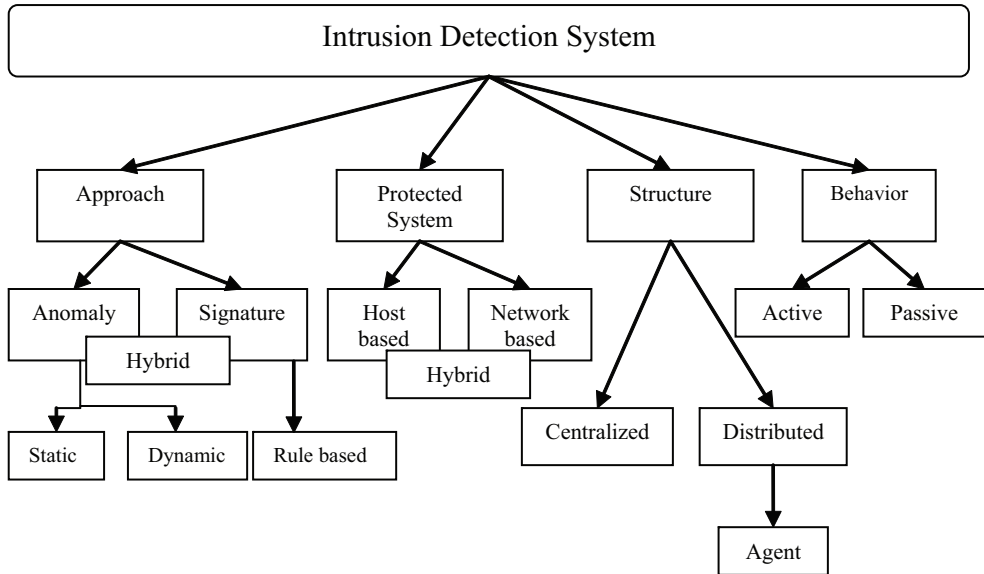 Intrusion Detection System
Approach
Protected
System
Structure
Behavior
Anomaly
Signature
Hybrid
Host
based
Network
based
Hybrid
Active
Passive
Static
Dynamic
Rule based
Centralized
Distributed
Agent